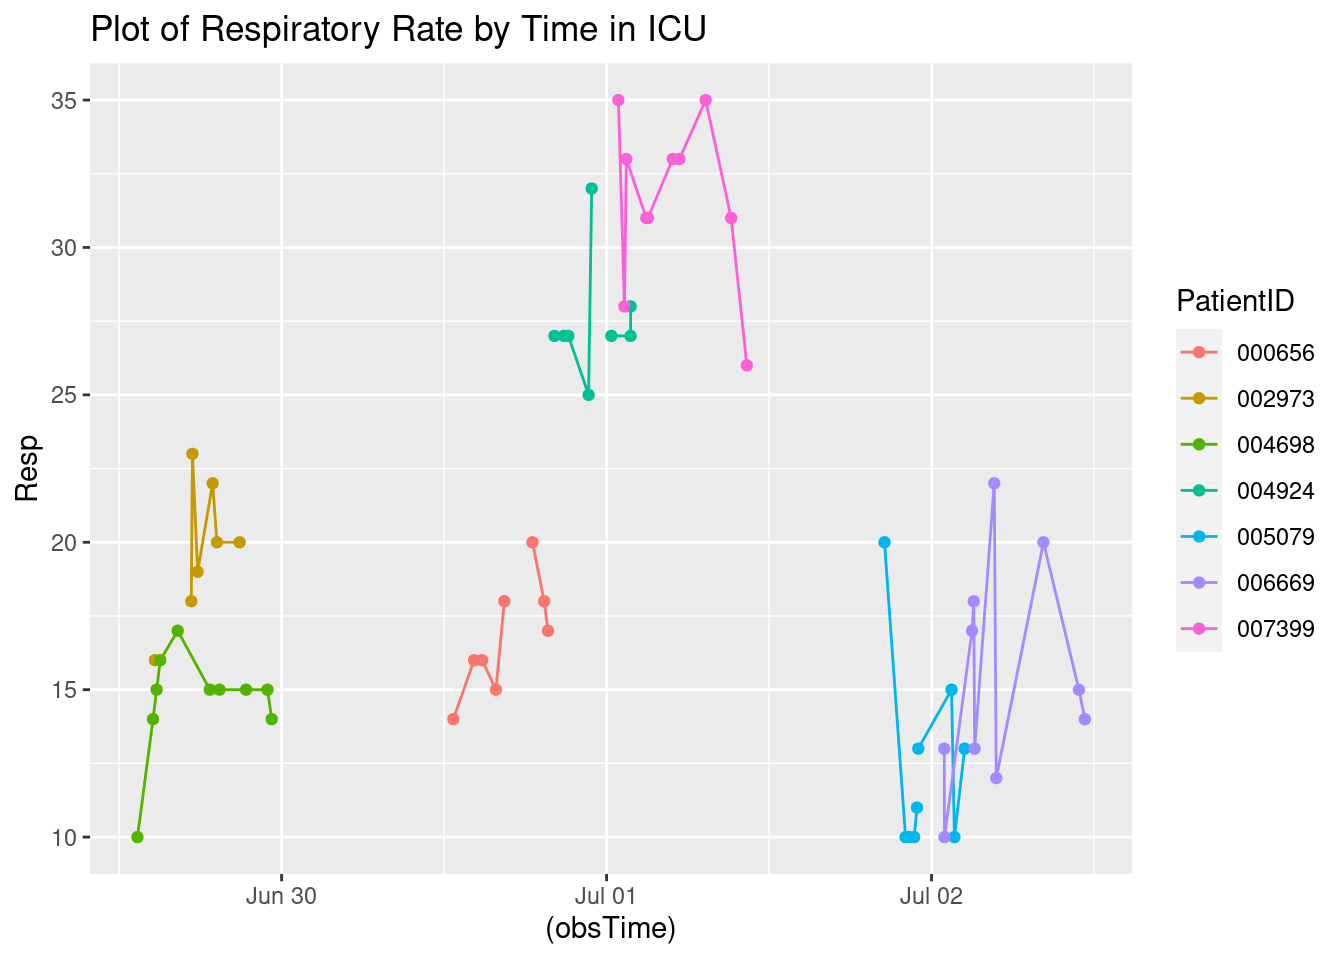 Plot of Respiratory Rate by Time in ICU
35
30
25
20
15
10
Resp
Jun 30
Jul 01
Jul 02
(obsTime)
PatientID
000656
002973
004698
004924
005079
006669
007399